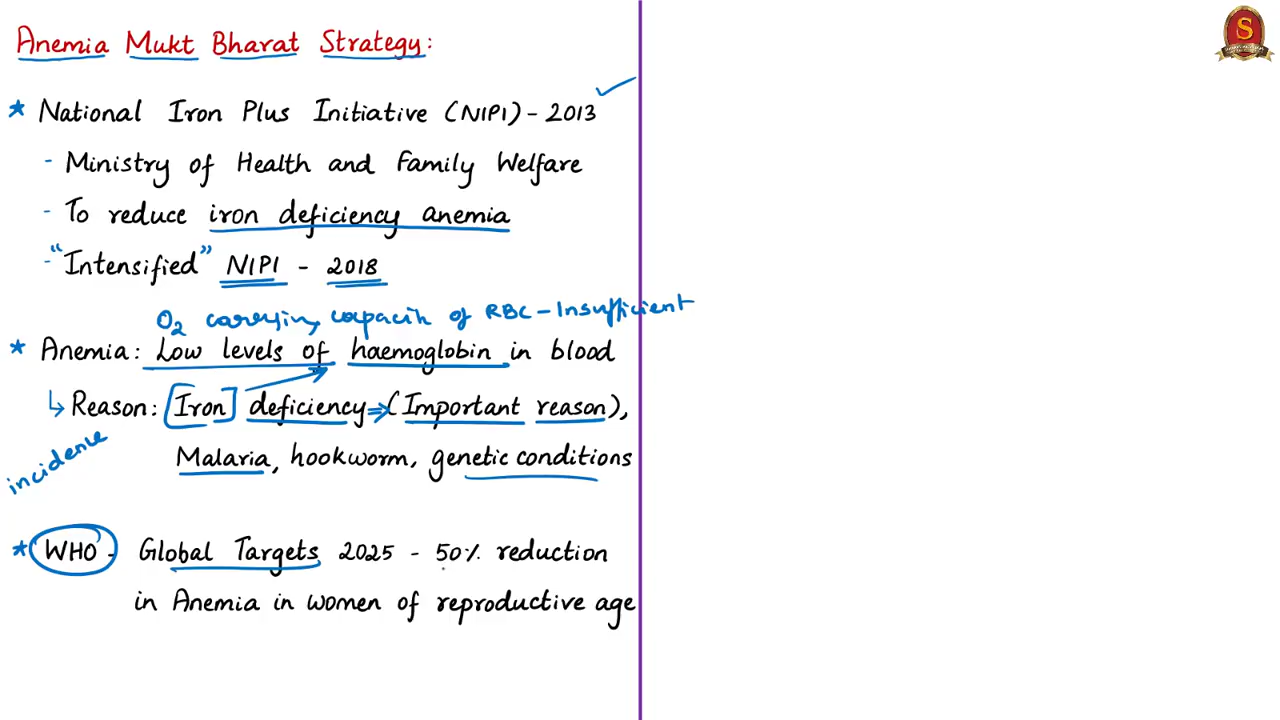 Anemia Mukt Bharat Strategy:
* National Iron Plus Initiative (NIPI) - 2013
- Ministry of Health and Family Welfare
- To reduce iron deficiency anemia
- "Intensified" NIPI - 2018
O2 carrying capacity of RBC - Insufficient
* Anemia: Low levels of haemoglobin in blood
↳ Reason: [Iron] deficiency ⇒ (Important reason),
incidence
Malaria, hookworm, genetic conditions
* WHO - Global Targets 2025 - 50% reduction
in Anemia in women of reproductive age
S